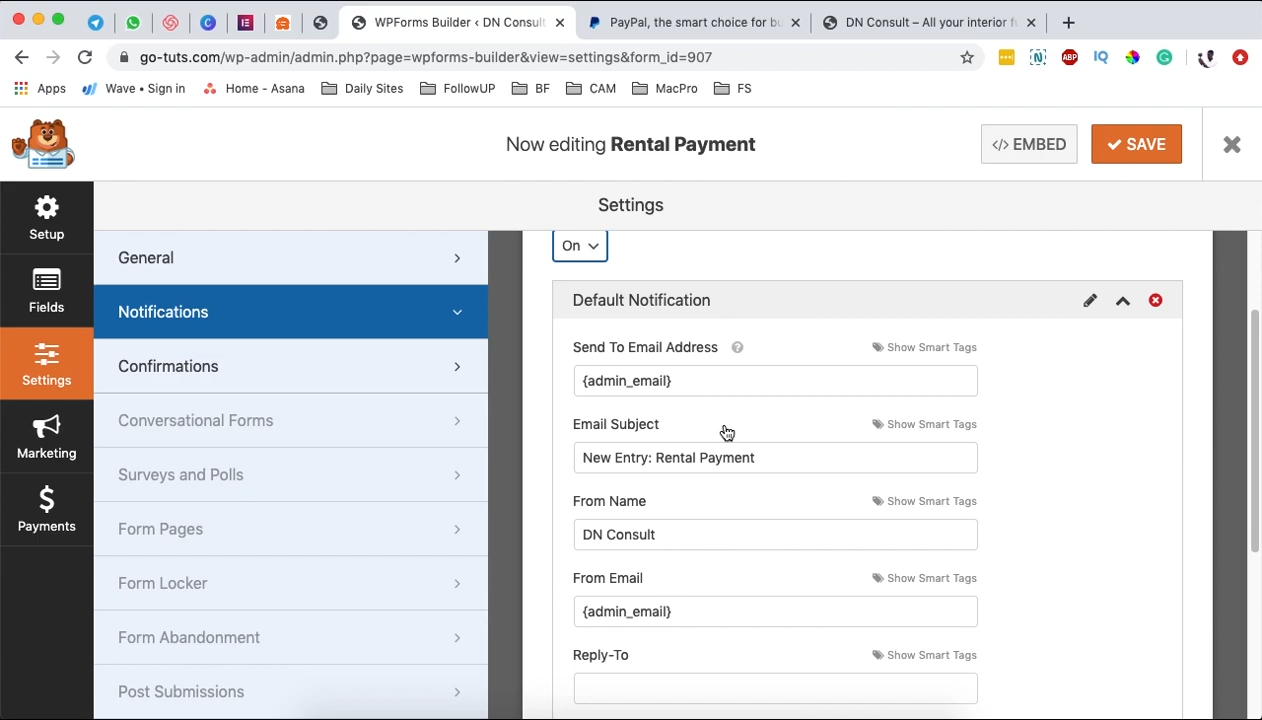 WPForms Builder ‹ DN Consult
PayPal, the smart choice for bu
DN Consult – All your interior f
go-tuts.com/wp-admin/admin.php?page=wpforms-builder&view=settings&form_id=907
Apps
Wave • Sign in
Home - Asana
Daily Sites
FollowUP
BF
CAM
MacPro
FS
Now editing Rental Payment
</> EMBED
SAVE
Setup
Fields
Settings
Marketing
Payments
Settings
General
Notifications
Confirmations
Conversational Forms
Surveys and Polls
Form Pages
Form Locker
Form Abandonment
Post Submissions
On
Default Notification
Send To Email Address
Show Smart Tags
{admin_email}
Email Subject
Show Smart Tags
New Entry: Rental Payment
From Name
Show Smart Tags
DN Consult
From Email
Show Smart Tags
{admin_email}
Reply-To
Show Smart Tags